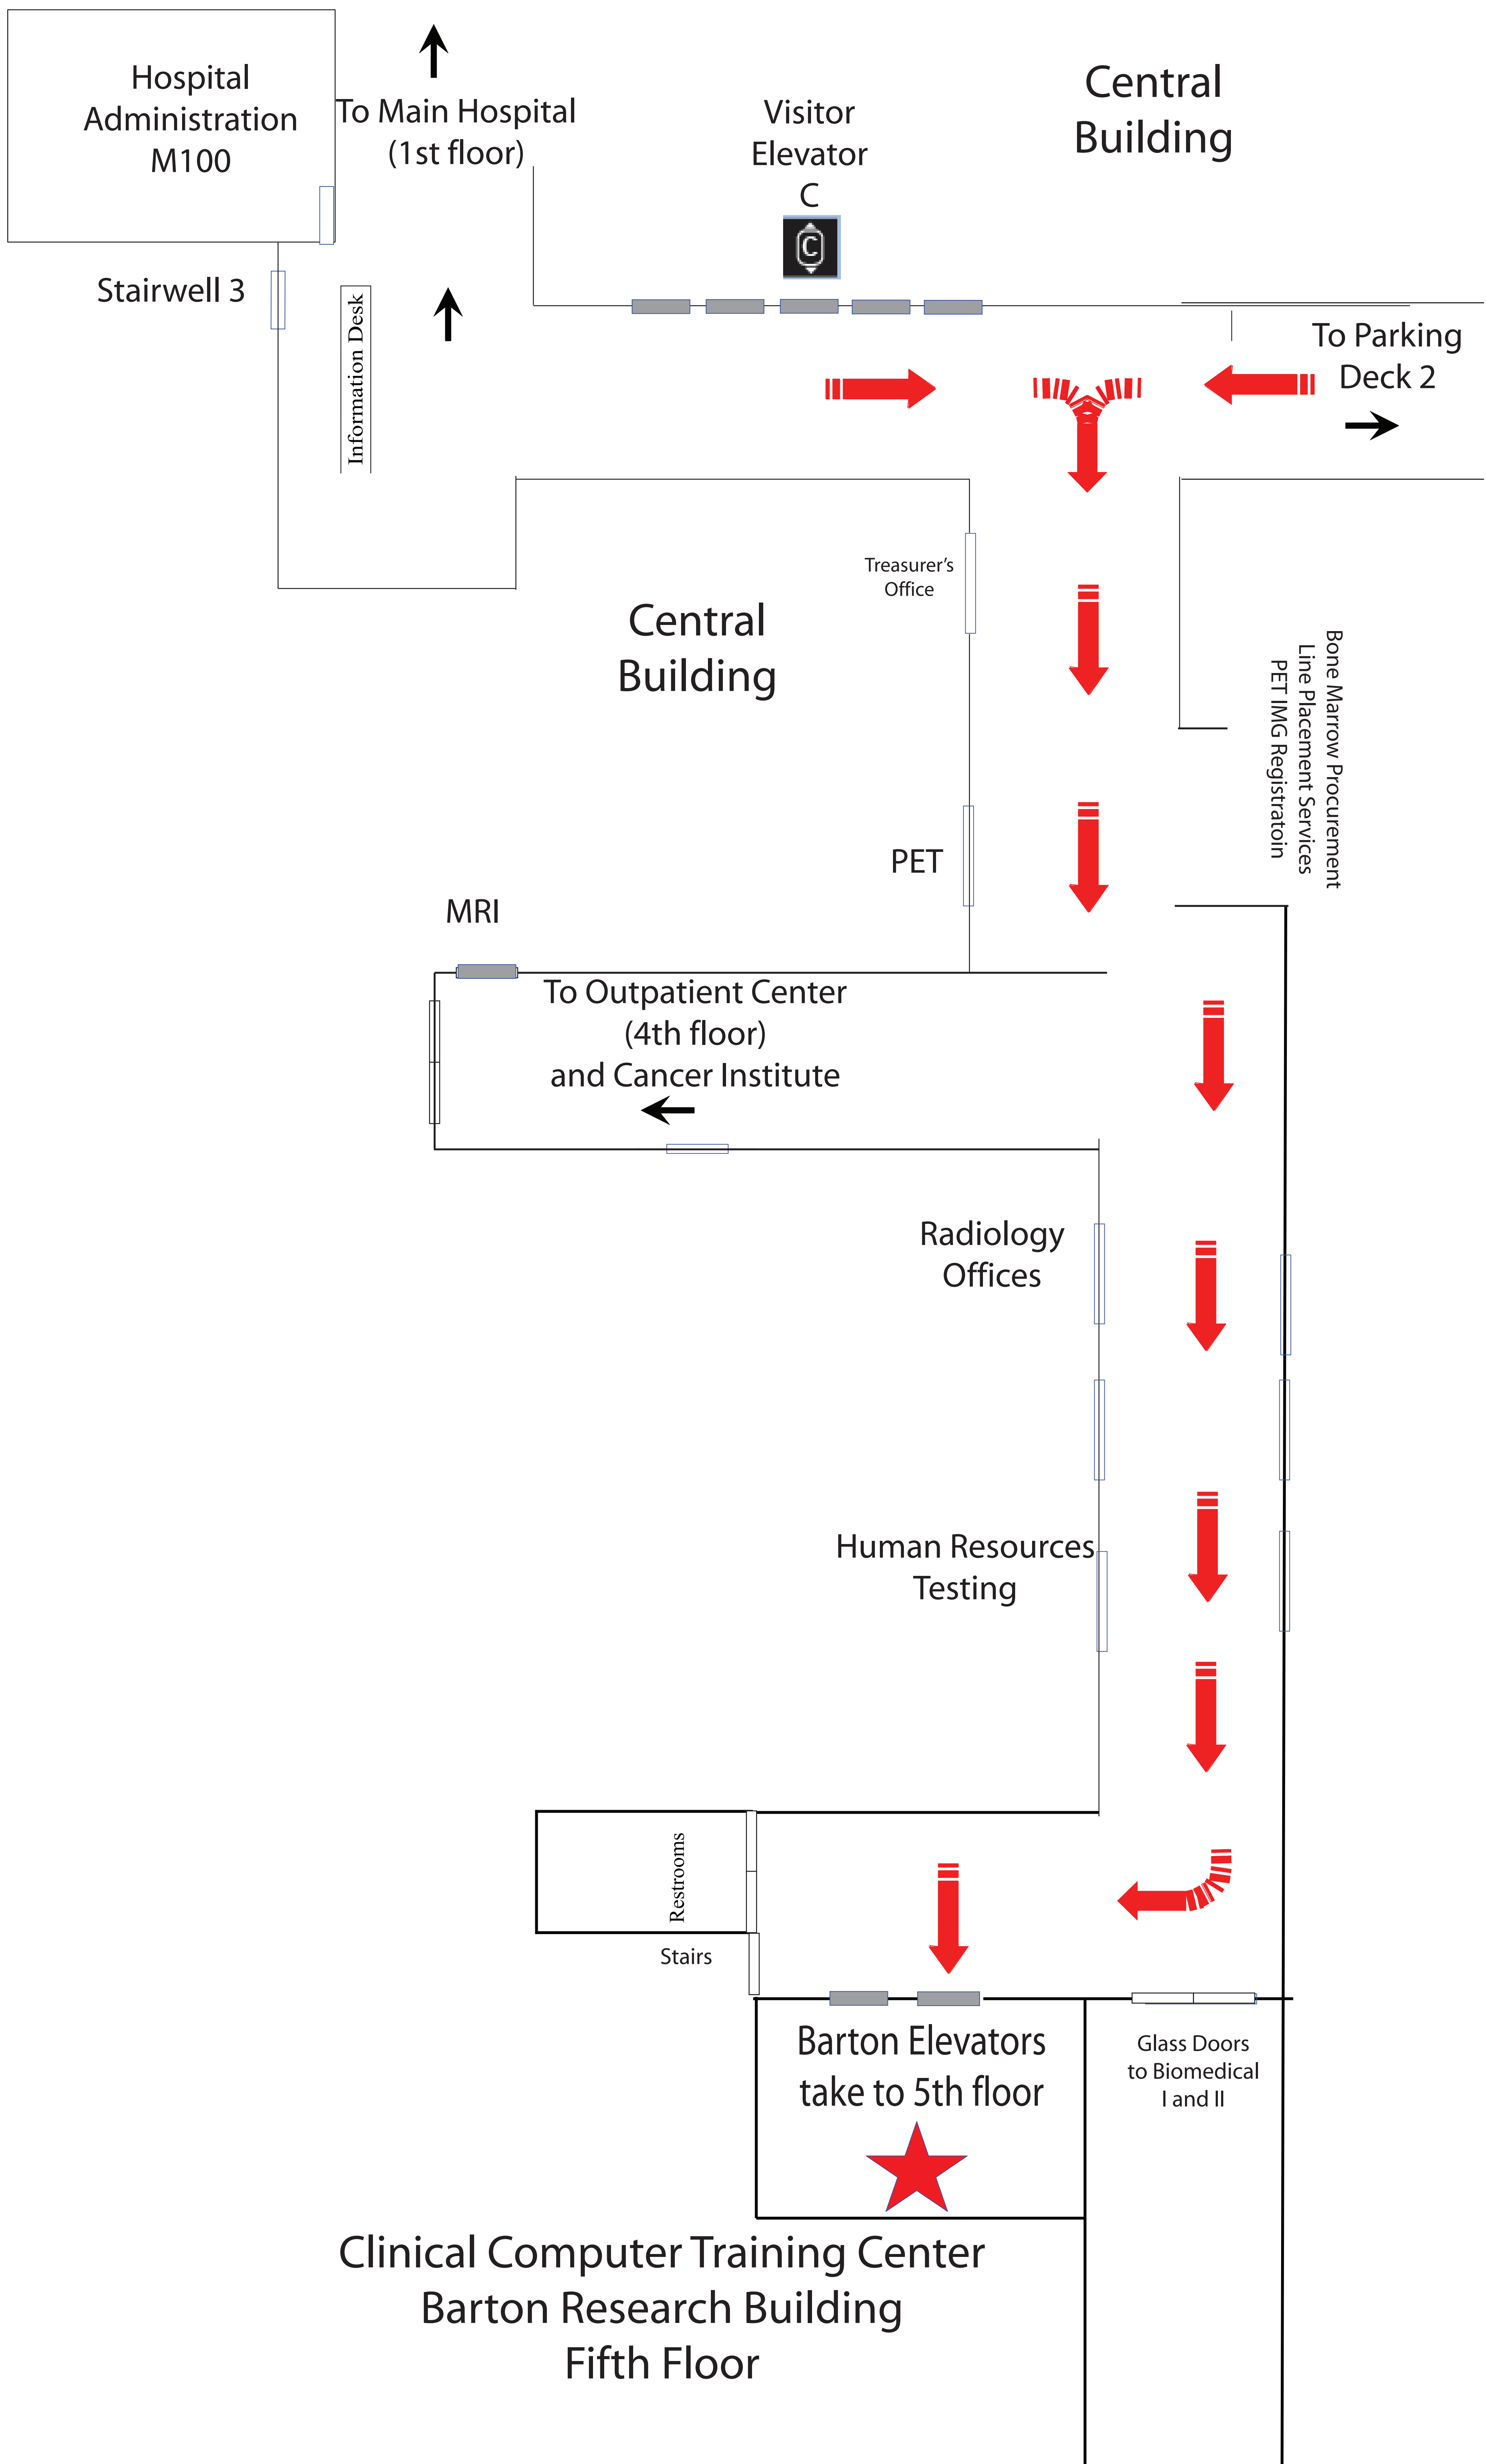 Hospital
Administration
M100
To Main Hospital
(1st floor)
Visitor
Elevator
C
C
Central
Building
Stairwell 3
Information Desk
To Parking
Deck 2
Treasurer’s
Office
Central
Building
Bone Marrow Procurement
Line Placement Services
PET IMG Registratoin
PET
MRI
To Outpatient Center
(4th floor)
and Cancer Institute
Radiology
Offices
Human Resources
Testing
Restrooms
Stairs
Barton Elevators
take to 5th floor
Glass Doors
to Biomedical
I and II
Clinical Computer Training Center
Barton Research Building
Fifth Floor